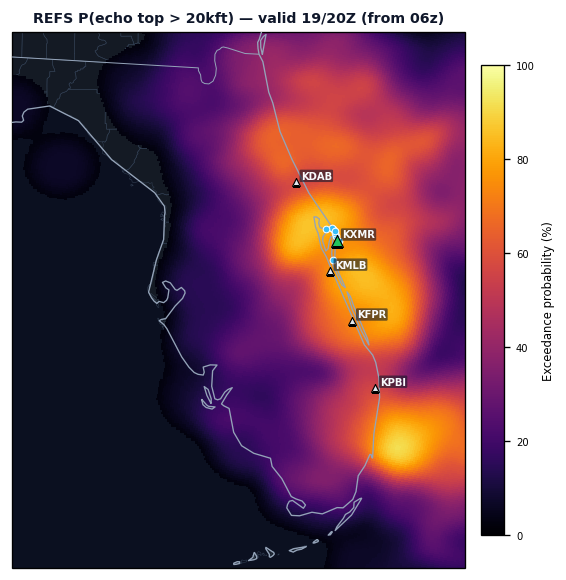 REFS P(echo top > 20kft) — valid 19/20Z (from 06z)
KDAB
KXMR
KMLB
KFPR
KPBI
100
80
60
40
20
0
Exceedance probability (%)